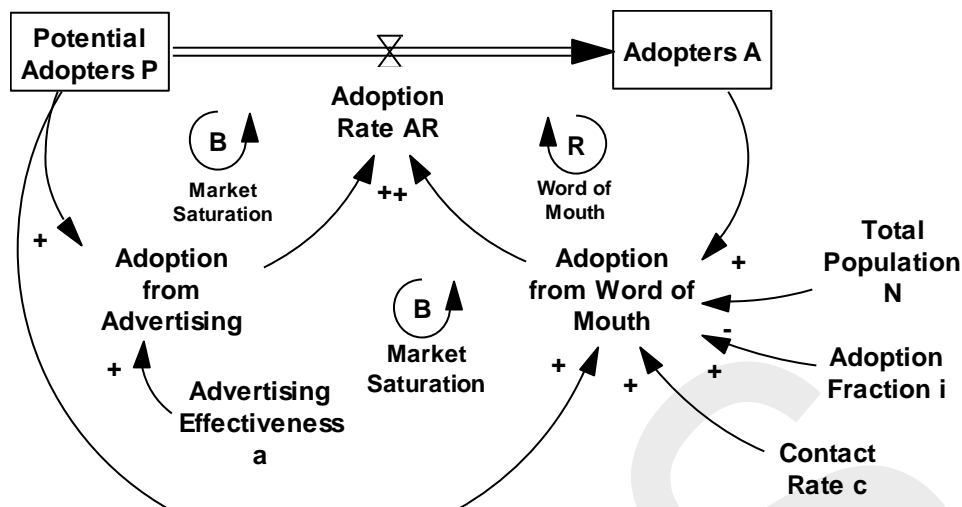 Potential
Adopters P
Adopters A
Adoption
Rate AR
B
Market
Saturation
R
Word of
Mouth
+
++
+
Adoption
from
Advertising
Adoption
from Word of
Mouth
Total
Population
N
B
Market
Saturation
-
+
+
+
+
Advertising
Effectiveness
a
Adoption
Fraction i
Contact
Rate c